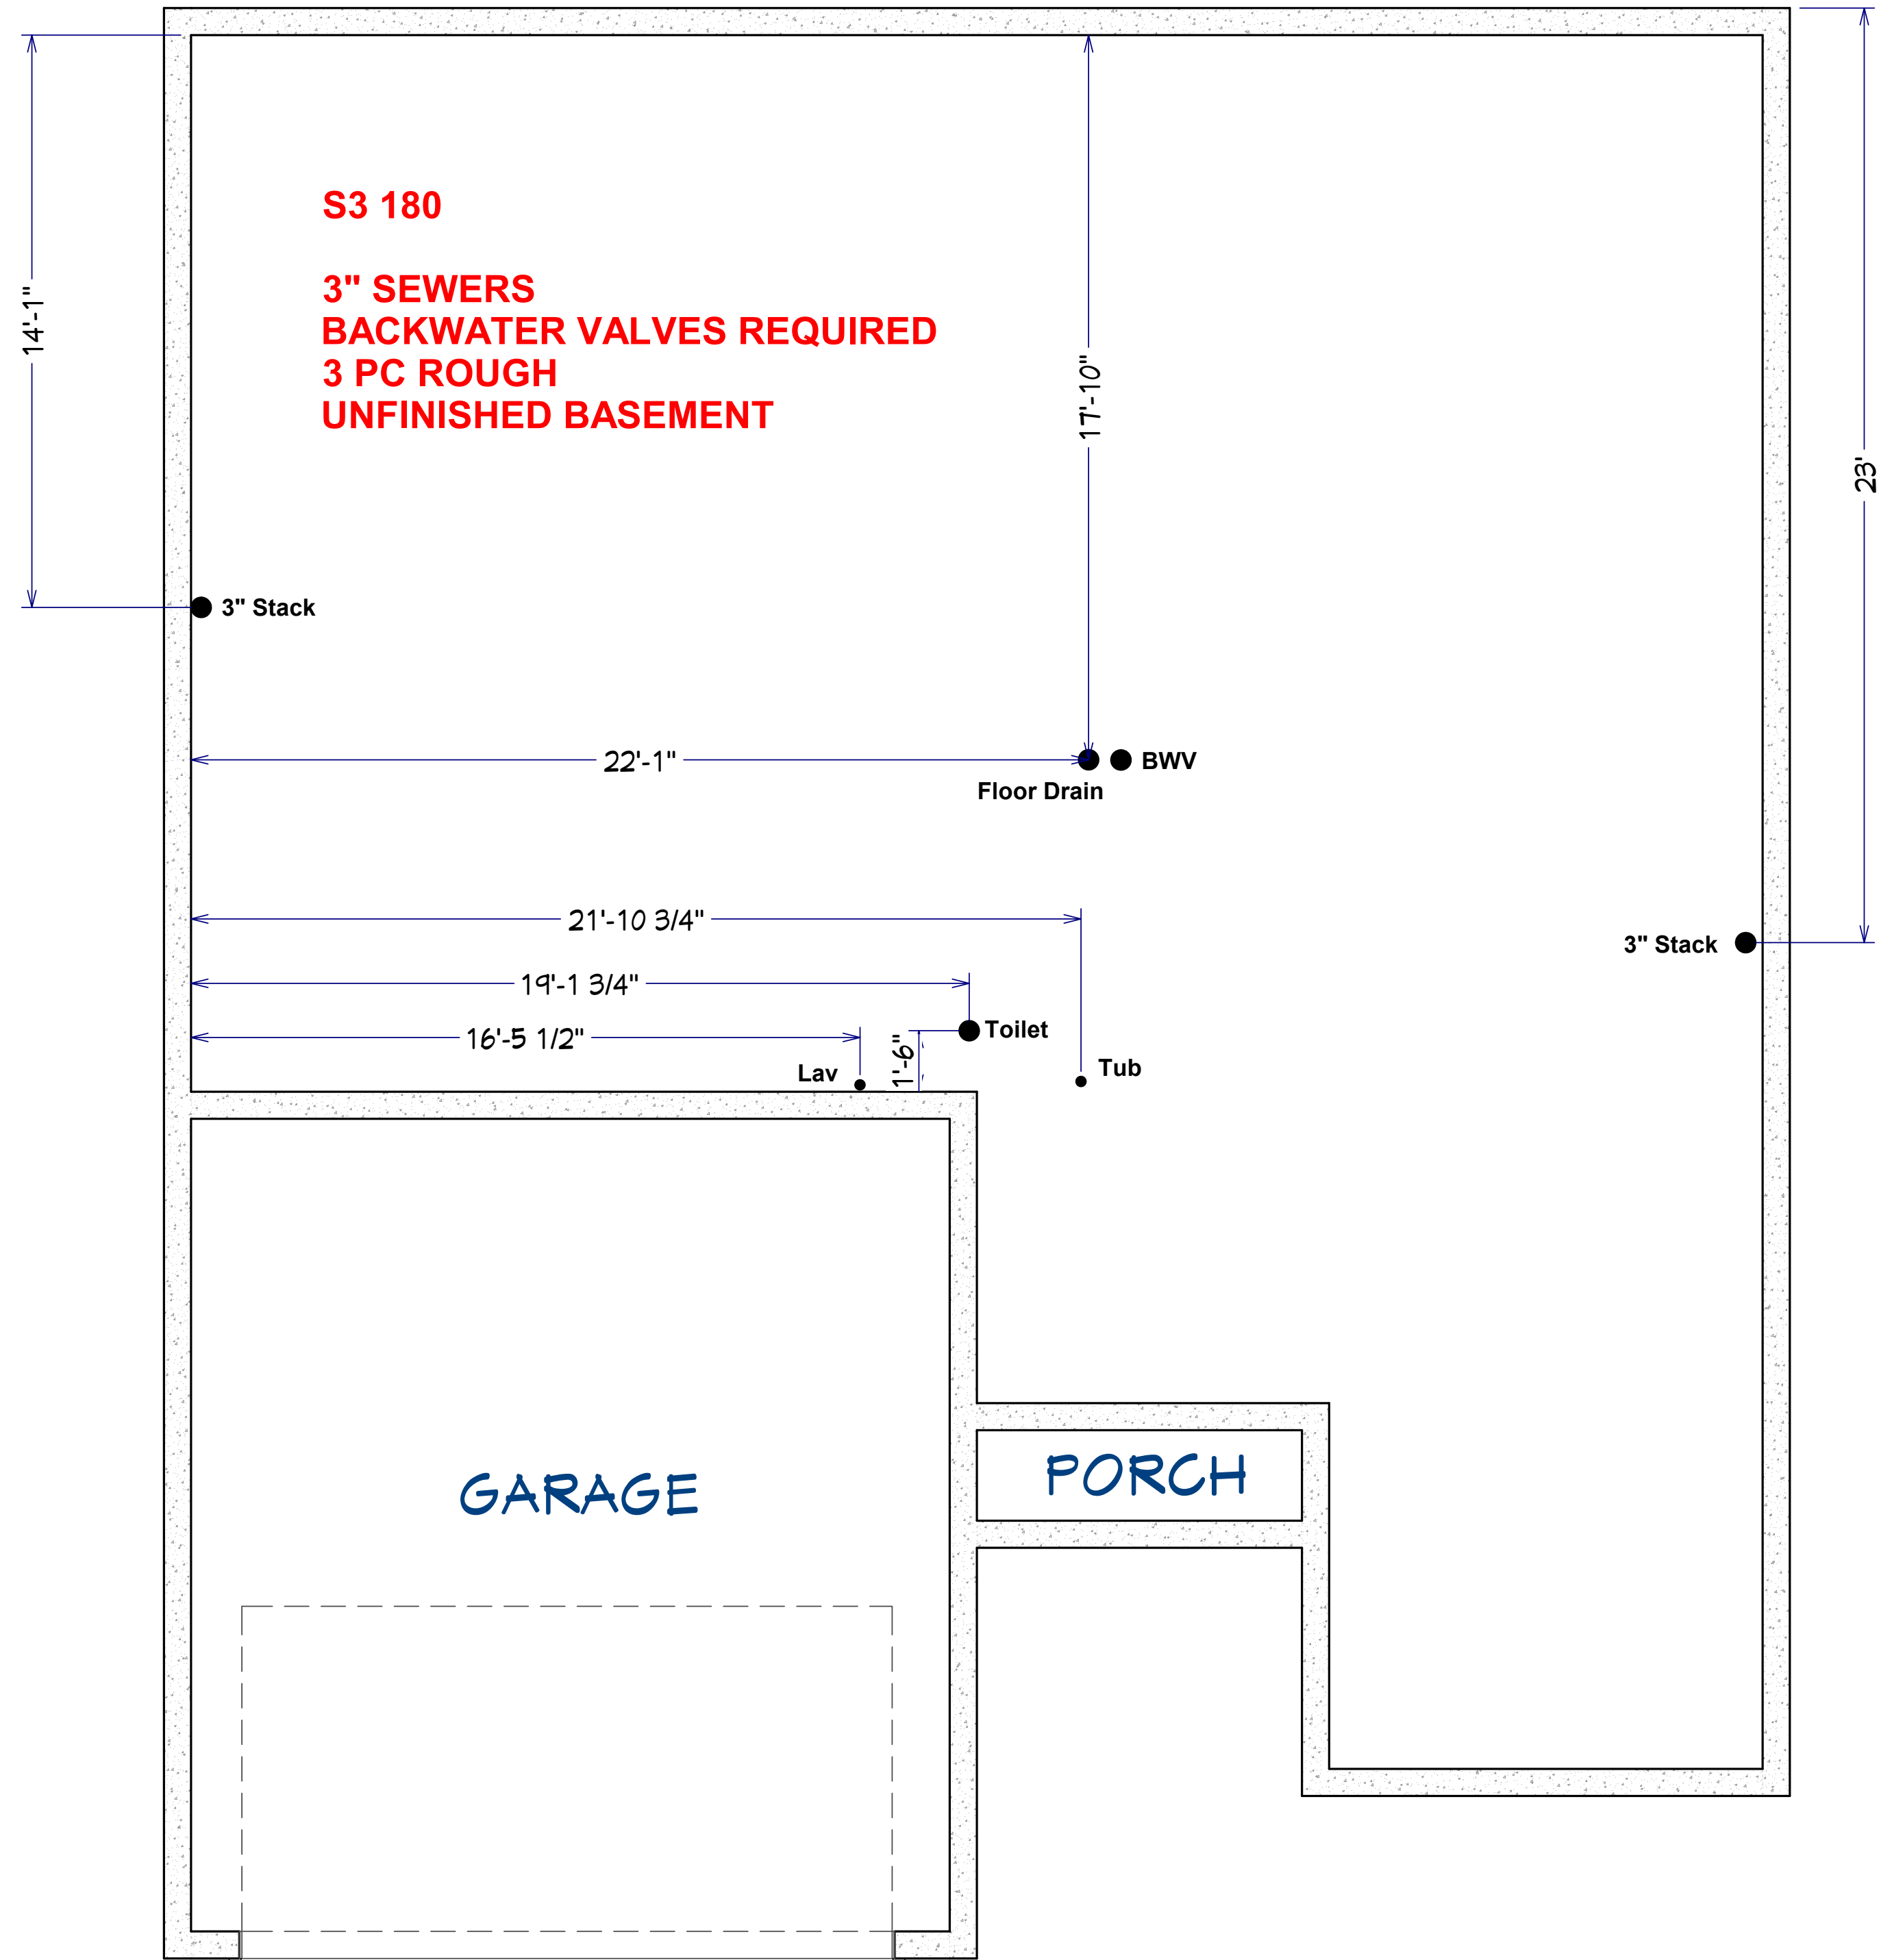 S3 180
3" SEWERS
BACKWATER VALVES REQUIRED
3 PC ROUGH
UNFINISHED BASEMENT
14'-1"
17'-10"
23'
3" Stack
22'-1"
BWV
Floor Drain
21'-10 3/4"
3" Stack
19'-1 3/4"
16'-5 1/2"
1'-6"
Toilet
Lav
Tub
GARAGE
PORCH